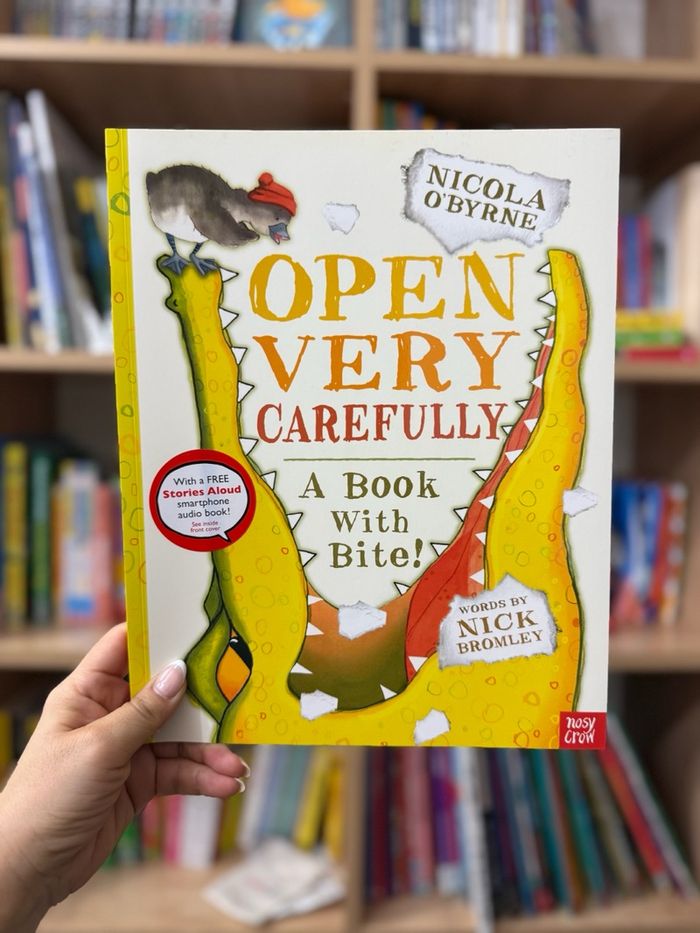 NICOLA
O'BYRNE
OPEN
VERY
CAREFULLY
A Book
With
Bite!
With a FREE
Stories Aloud
smartphone
audio book!
See inside
front cover
WORDS BY
NICK
BROMLEY
nosy
crow